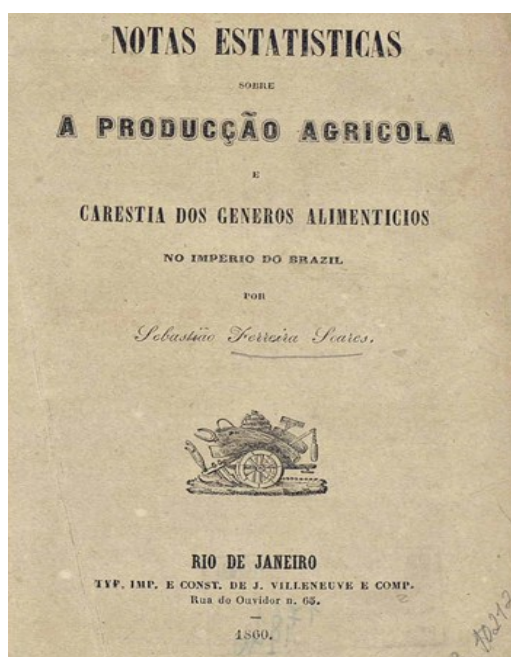 NOTAS ESTATISTICAS
SOBRE
A PRODUCÇÃO AGRICOLA
E
CARESTIA DOS GENEROS ALIMENTICIOS
NO IMPERIO DO BRAZIL
POR
Sebastião Ferreira Soares.
RIO DE JANEIRO
TYP. IMP. E CONST. DE J. VILLENEUVE E COMP.
Rua do Ouvidor n. 65.
1860.